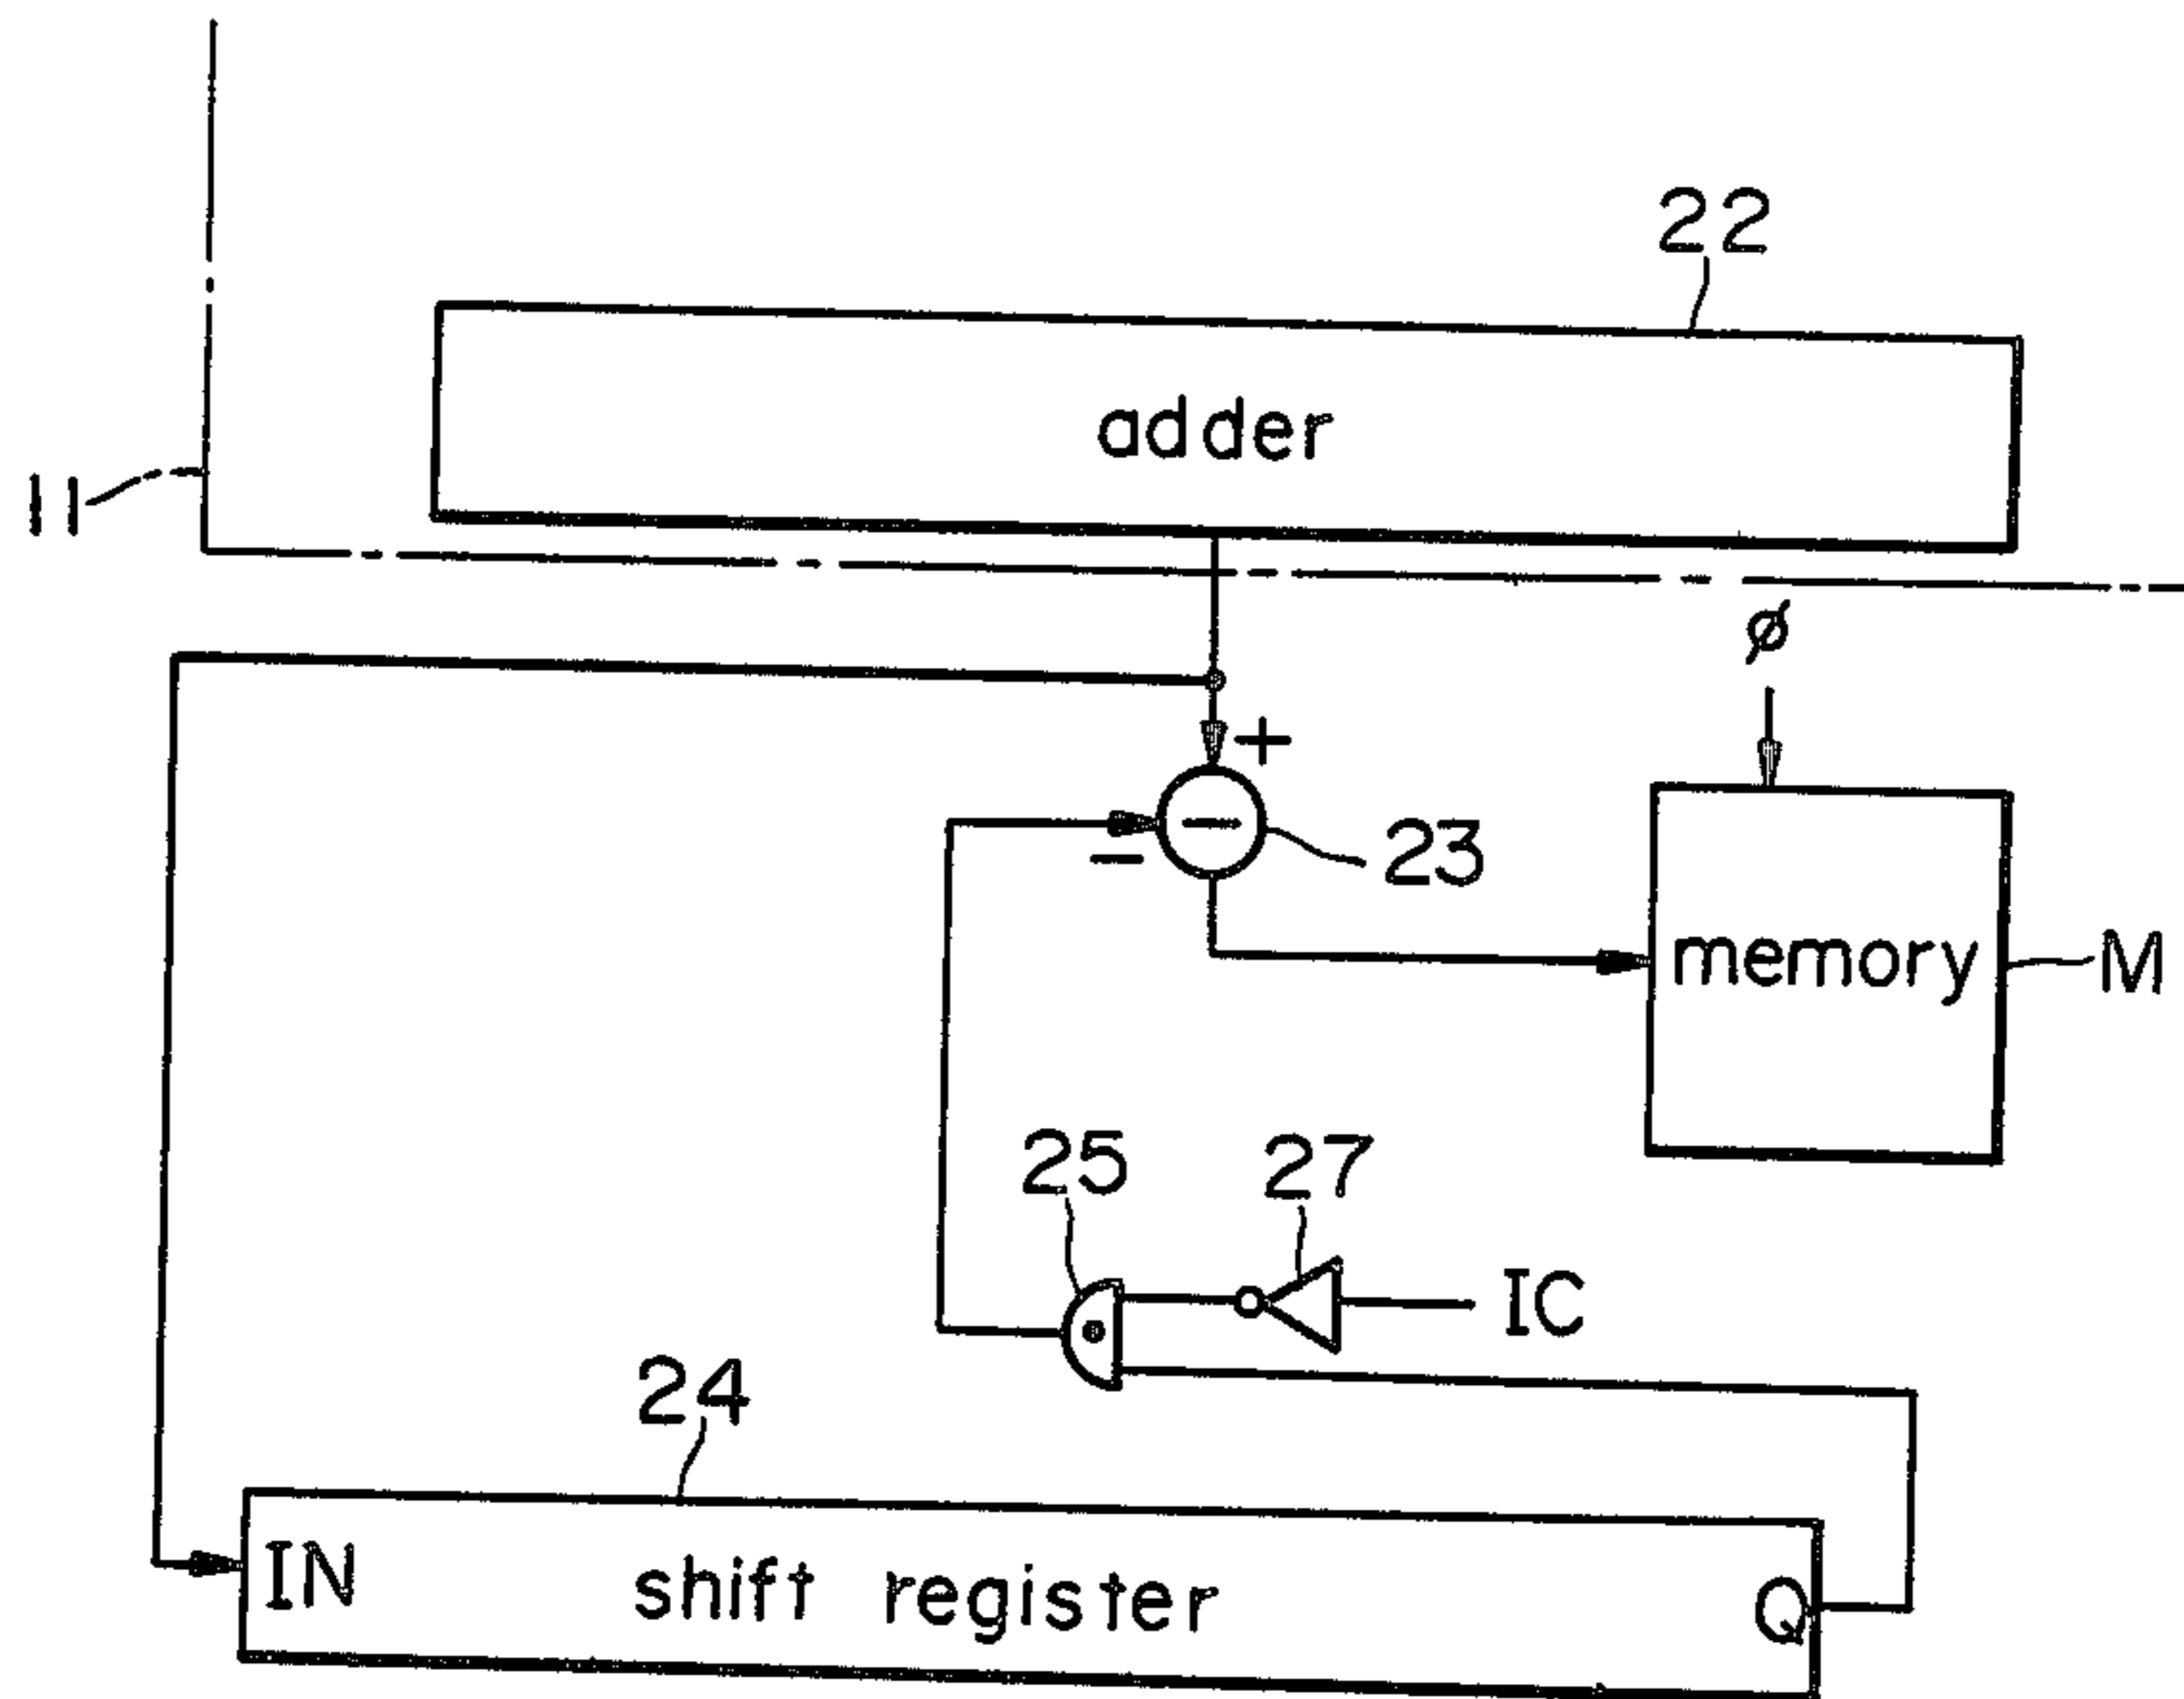 22
adder
11
ø
+
−
23
memory
M
25
27
IC
24
IN
shift register
Q